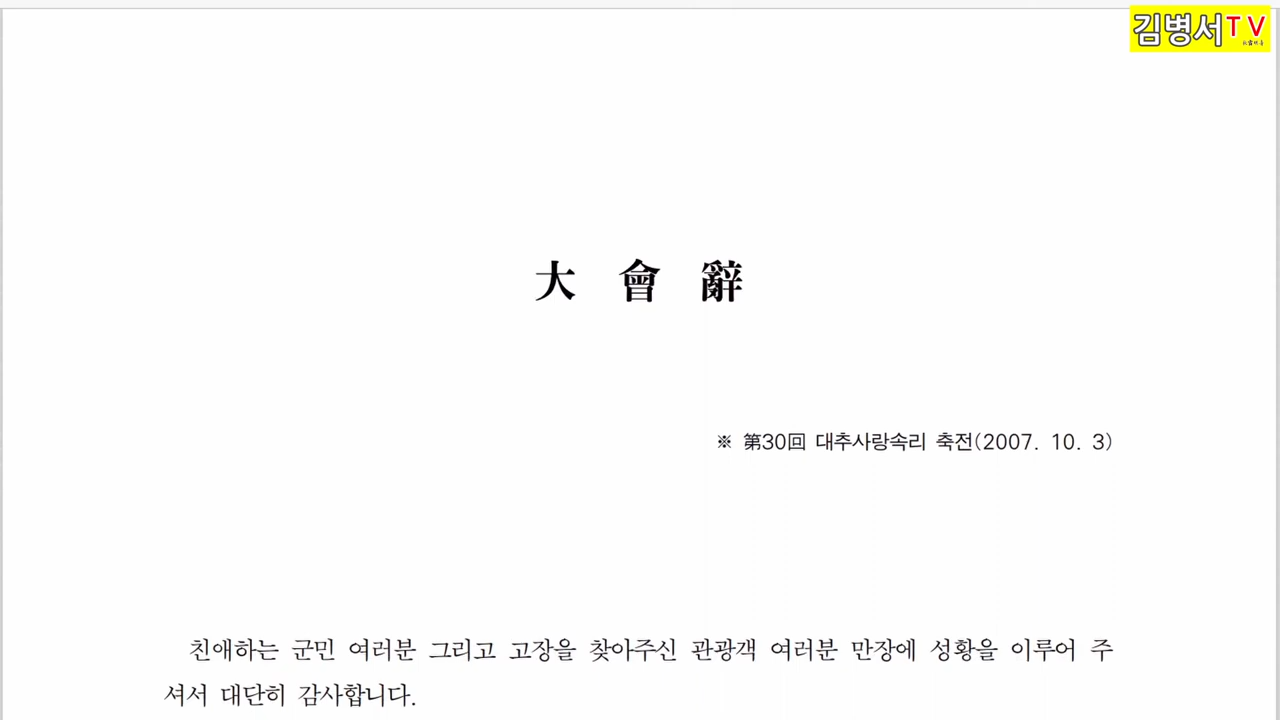 김병서TV
大 會 辭
※ 第30回 대추사랑속리 축전(2007. 10. 3)
친애하는 군민 여러분 그리고 고장을 찾아주신 관광객 여러분 만장에 성황을 이루어 주
셔서 대단히 감사합니다.